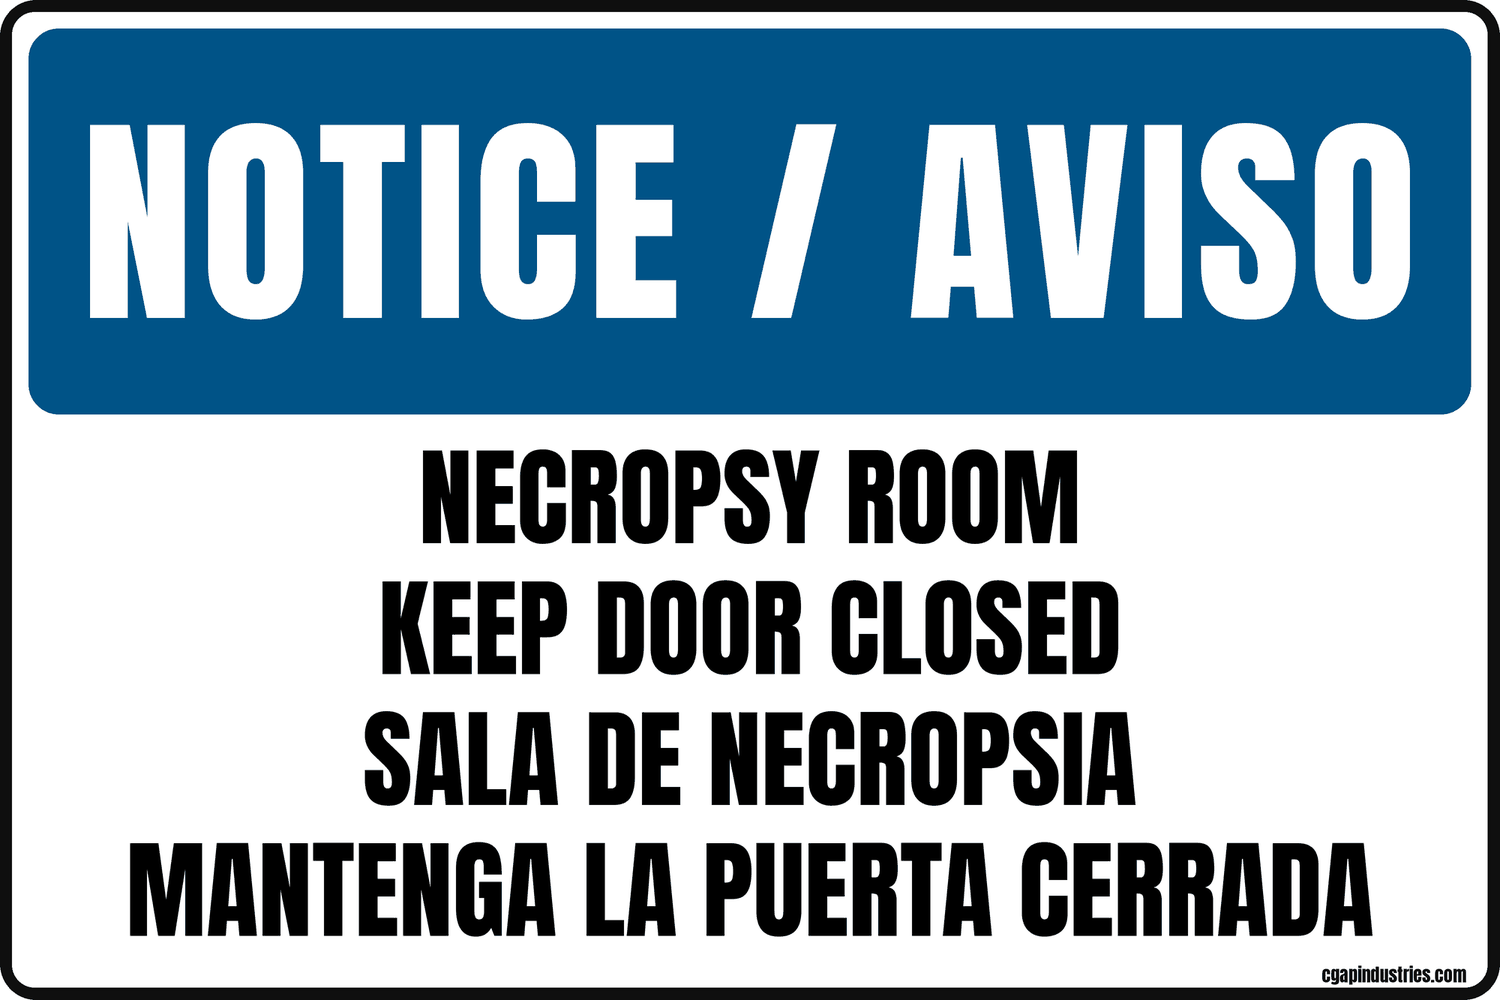 NOTICE / AVISO
NECROPSY ROOM
KEEP DOOR CLOSED
SALA DE NECROPSIA
MANTENGA LA PUERTA CERRADA
cgapindustries.com